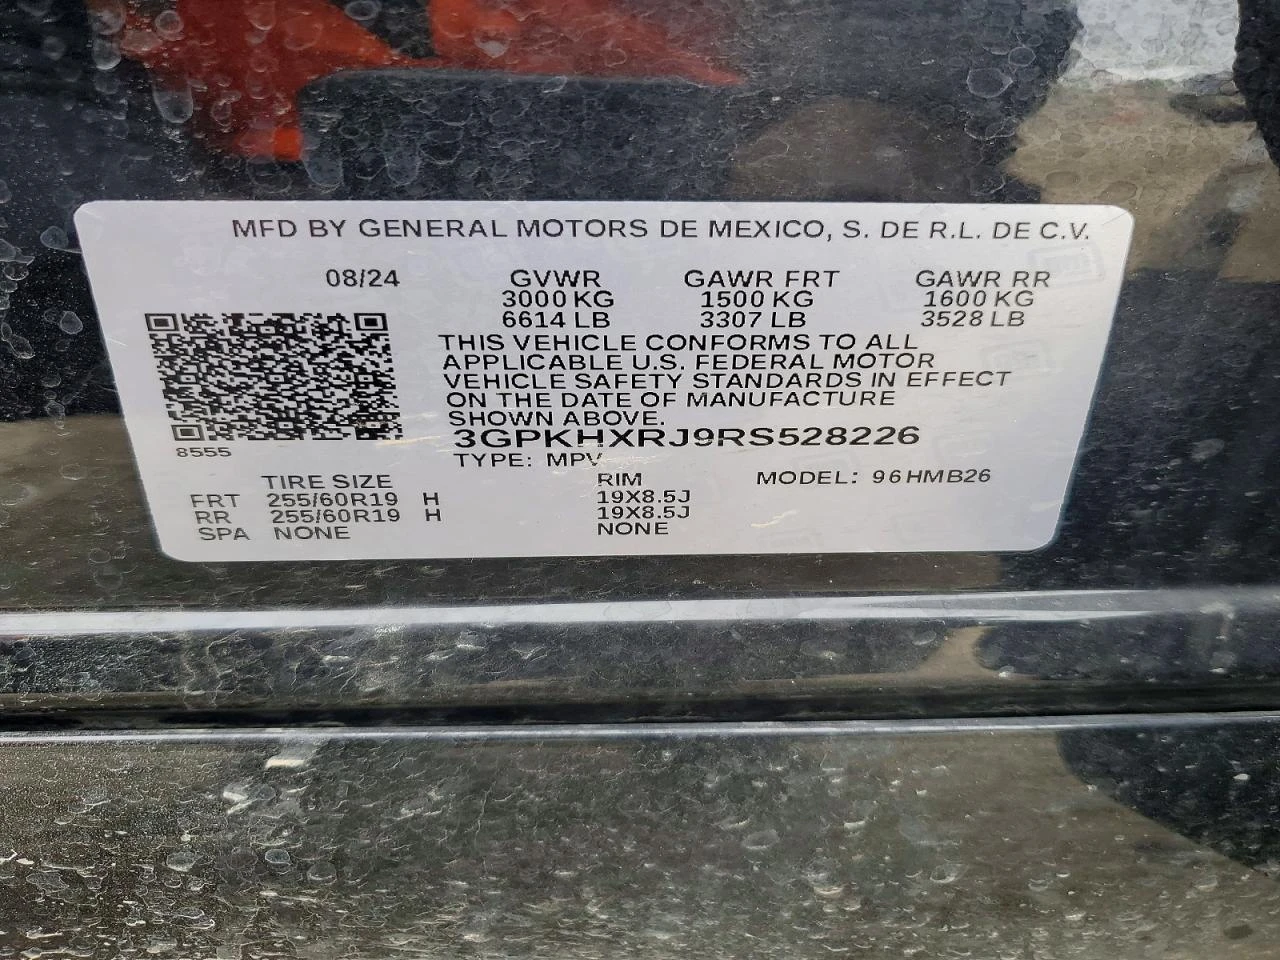 MFD BY GENERAL MOTORS DE MEXICO, S. DE R.L. DE C.V.
08/24 GVWR GAWR FRT GAWR RR
3000 KG 1500 KG 1600 KG
6614 LB 3307 LB 3528 LB
THIS VEHICLE CONFORMS TO ALL
APPLICABLE U.S. FEDERAL MOTOR
VEHICLE SAFETY STANDARDS IN EFFECT
ON THE DATE OF MANUFACTURE
SHOWN ABOVE.
3GPKHXRJ9RS528226
8555
TYPE: MPV
TIRE SIZE RIM MODEL: 96HMB26
FRT 255/60R19 H 19X8.5J
RR 255/60R19 H 19X8.5J
SPA NONE NONE